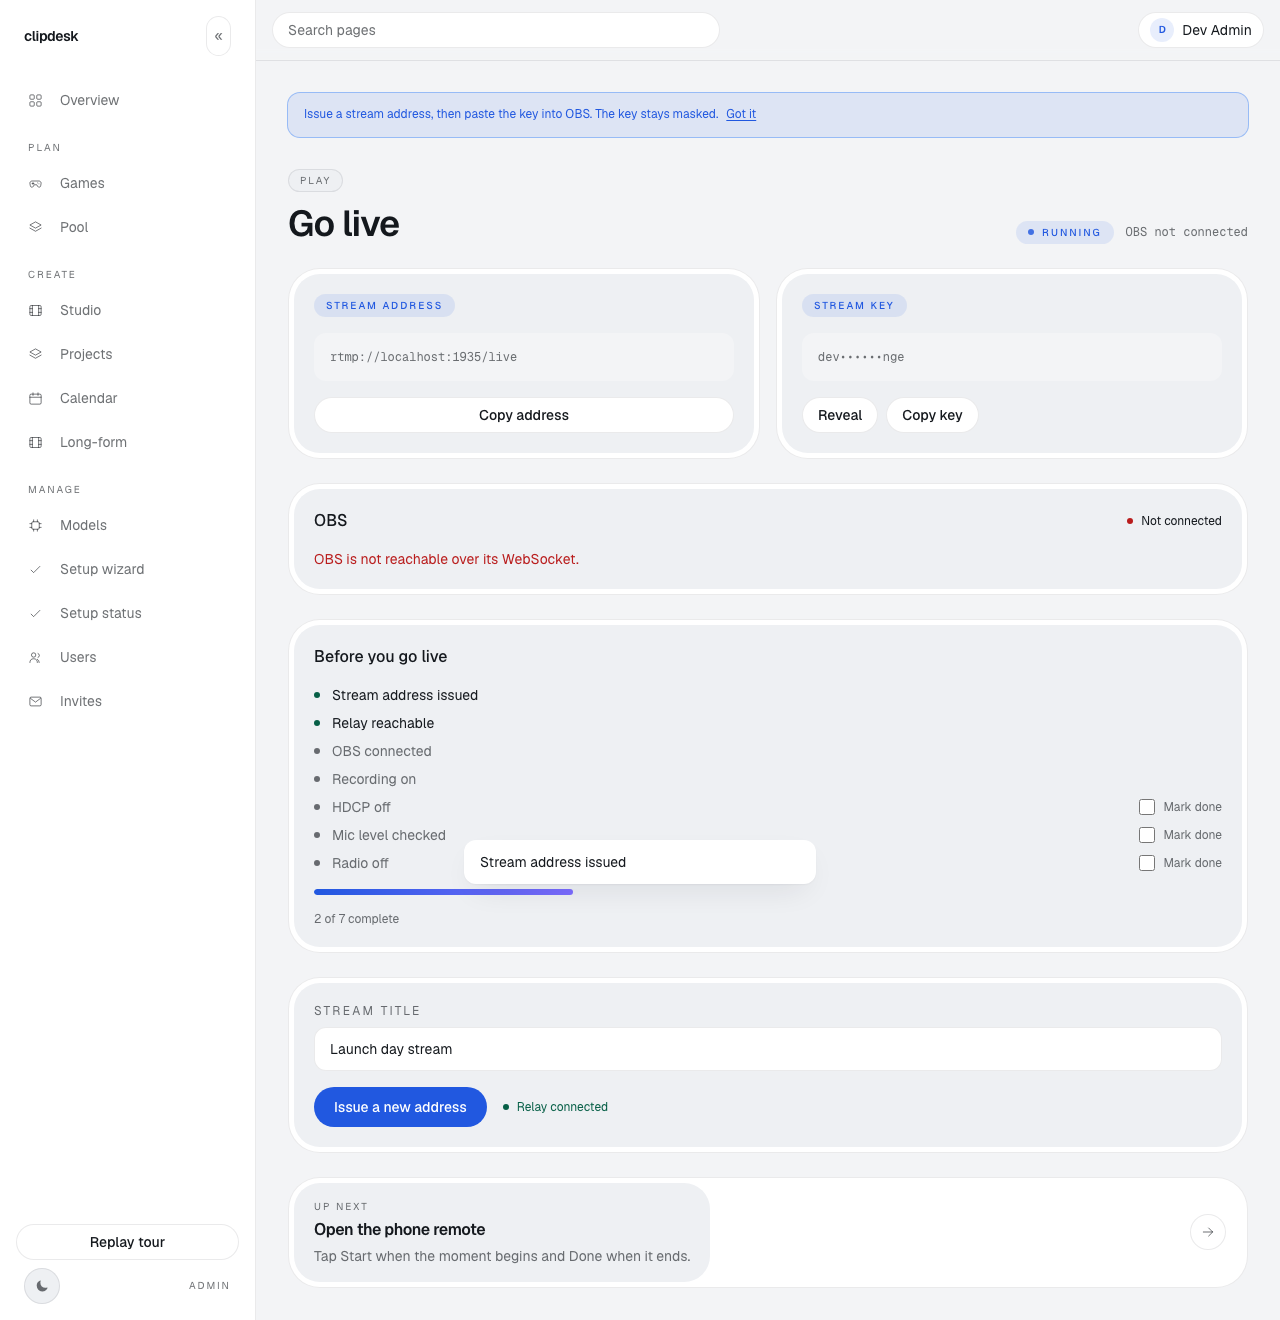 clipdesk
«
Search pages
D
Dev Admin
Overview
PLAN
Games
Pool
CREATE
Studio
Projects
Calendar
Long-form
MANAGE
Models
Setup wizard
Setup status
Users
Invites
Replay tour
ADMIN
Issue a stream address, then paste the key into OBS. The key stays masked. Got it
PLAY
Go live
RUNNING
OBS not connected
STREAM ADDRESS
rtmp://localhost:1935/live
Copy address
STREAM KEY
dev••••••nge
Reveal
Copy key
OBS
Not connected
OBS is not reachable over its WebSocket.
Before you go live
Stream address issued
Relay reachable
OBS connected
Recording on
HDCP off
Mark done
Mic level checked
Mark done
Radio off
Mark done
Stream address issued
2 of 7 complete
STREAM TITLE
Launch day stream
Issue a new address
Relay connected
UP NEXT
Open the phone remote
Tap Start when the moment begins and Done when it ends.